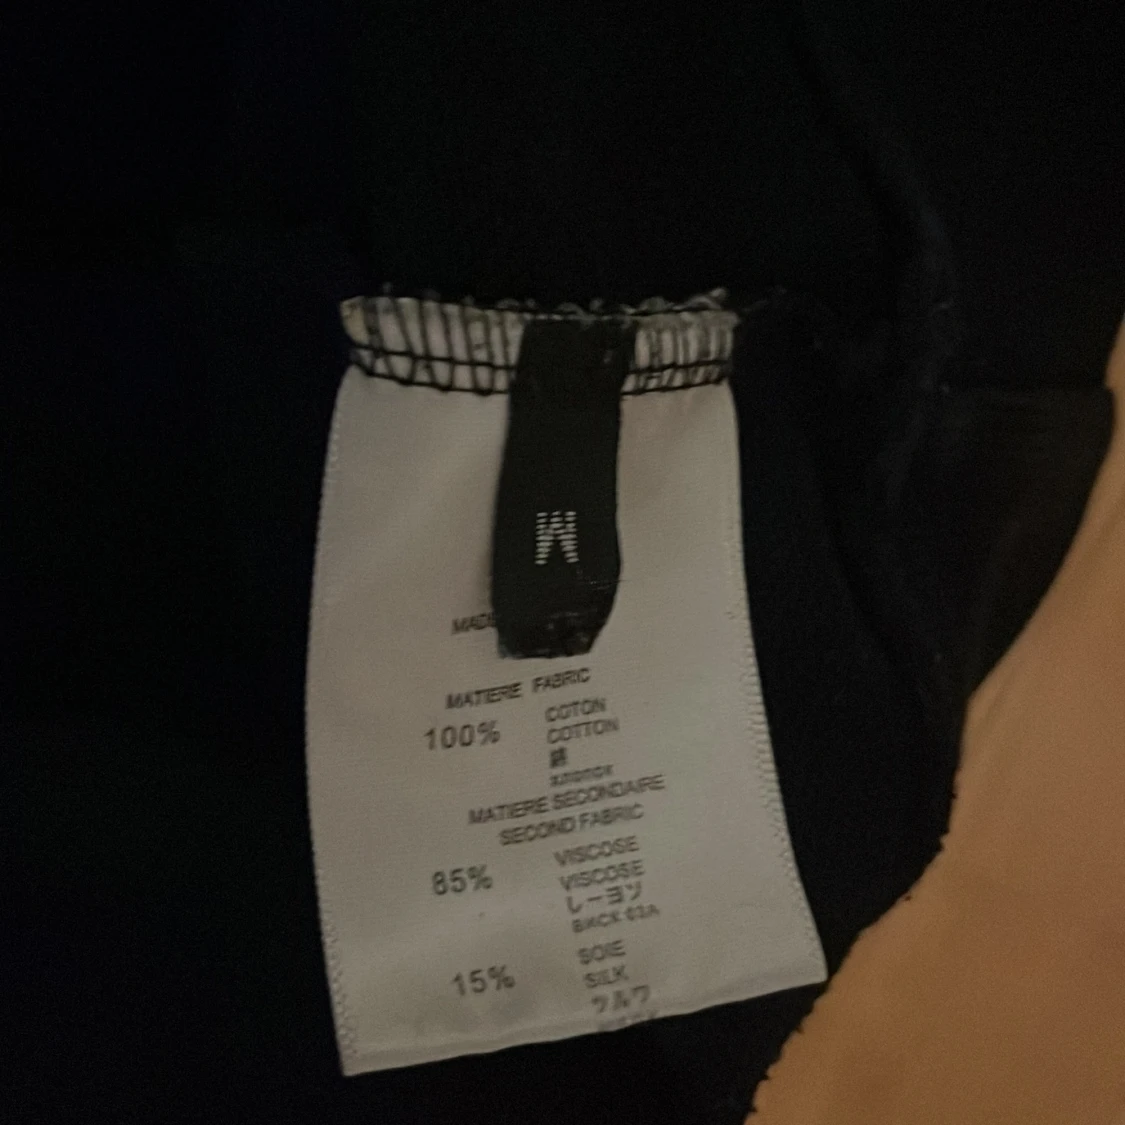 M
MADE
MATIERE FABRIC
100% COTON
COTTON
綿
хлопок
MATIERE SECONDAIRE
SECOND FABRIC
85% VISCOSE
VISCOSE
レーヨン
15% SOIE
SILK